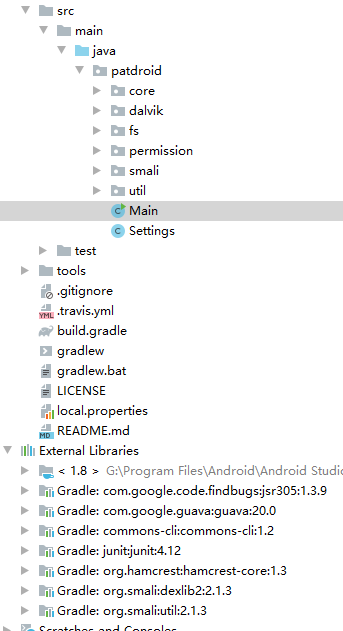 src
main
java
patdroid
core
dalvik
fs
permission
smali
util
Main
Settings
test
tools
.gitignore
.travis.yml
build.gradle
gradlew
gradlew.bat
LICENSE
local.properties
README.md
External Libraries
< 1.8 > G:\Program Files\Android\Android Studio
Gradle: com.google.code.findbugs:jsr305:1.3.9
Gradle: com.google.guava:guava:20.0
Gradle: commons-cli:commons-cli:1.2
Gradle: junit:junit:4.12
Gradle: org.hamcrest:hamcrest-core:1.3
Gradle: org.smali:dexlib2:2.1.3
Gradle: org.smali:util:2.1.3
Scratches and Consoles